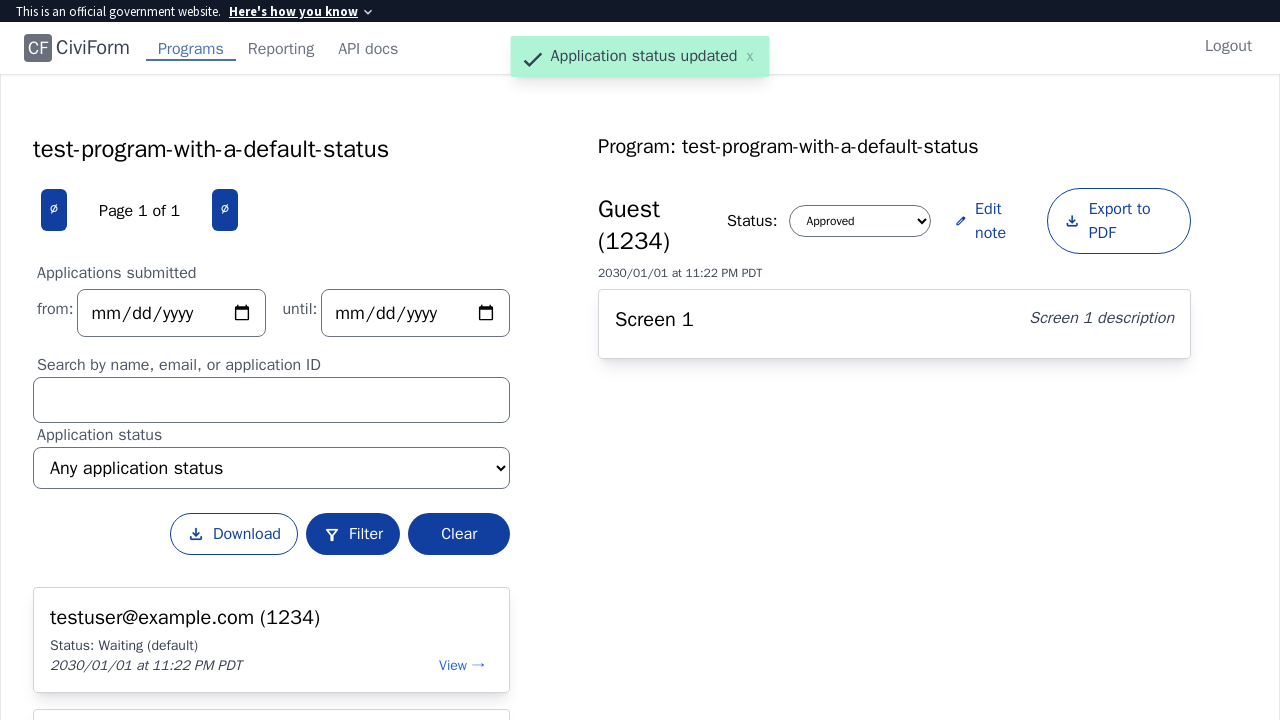 This is an official government website. Here's how you know
CF CiviForm Programs Reporting API docs Logout
Application status updated x
test-program-with-a-default-status
Page 1 of 1
Applications submitted
from: mm/dd/yyyy until: mm/dd/yyyy
Search by name, email, or application ID
Application status
Any application status
Download Filter Clear
testuser@example.com (1234)
Status: Waiting (default)
2030/01/01 at 11:22 PM PDT View →
Program: test-program-with-a-default-status
Guest
(1234)
Status: Approved
Edit
note
Export to
PDF
2030/01/01 at 11:22 PM PDT
Screen 1 Screen 1 description